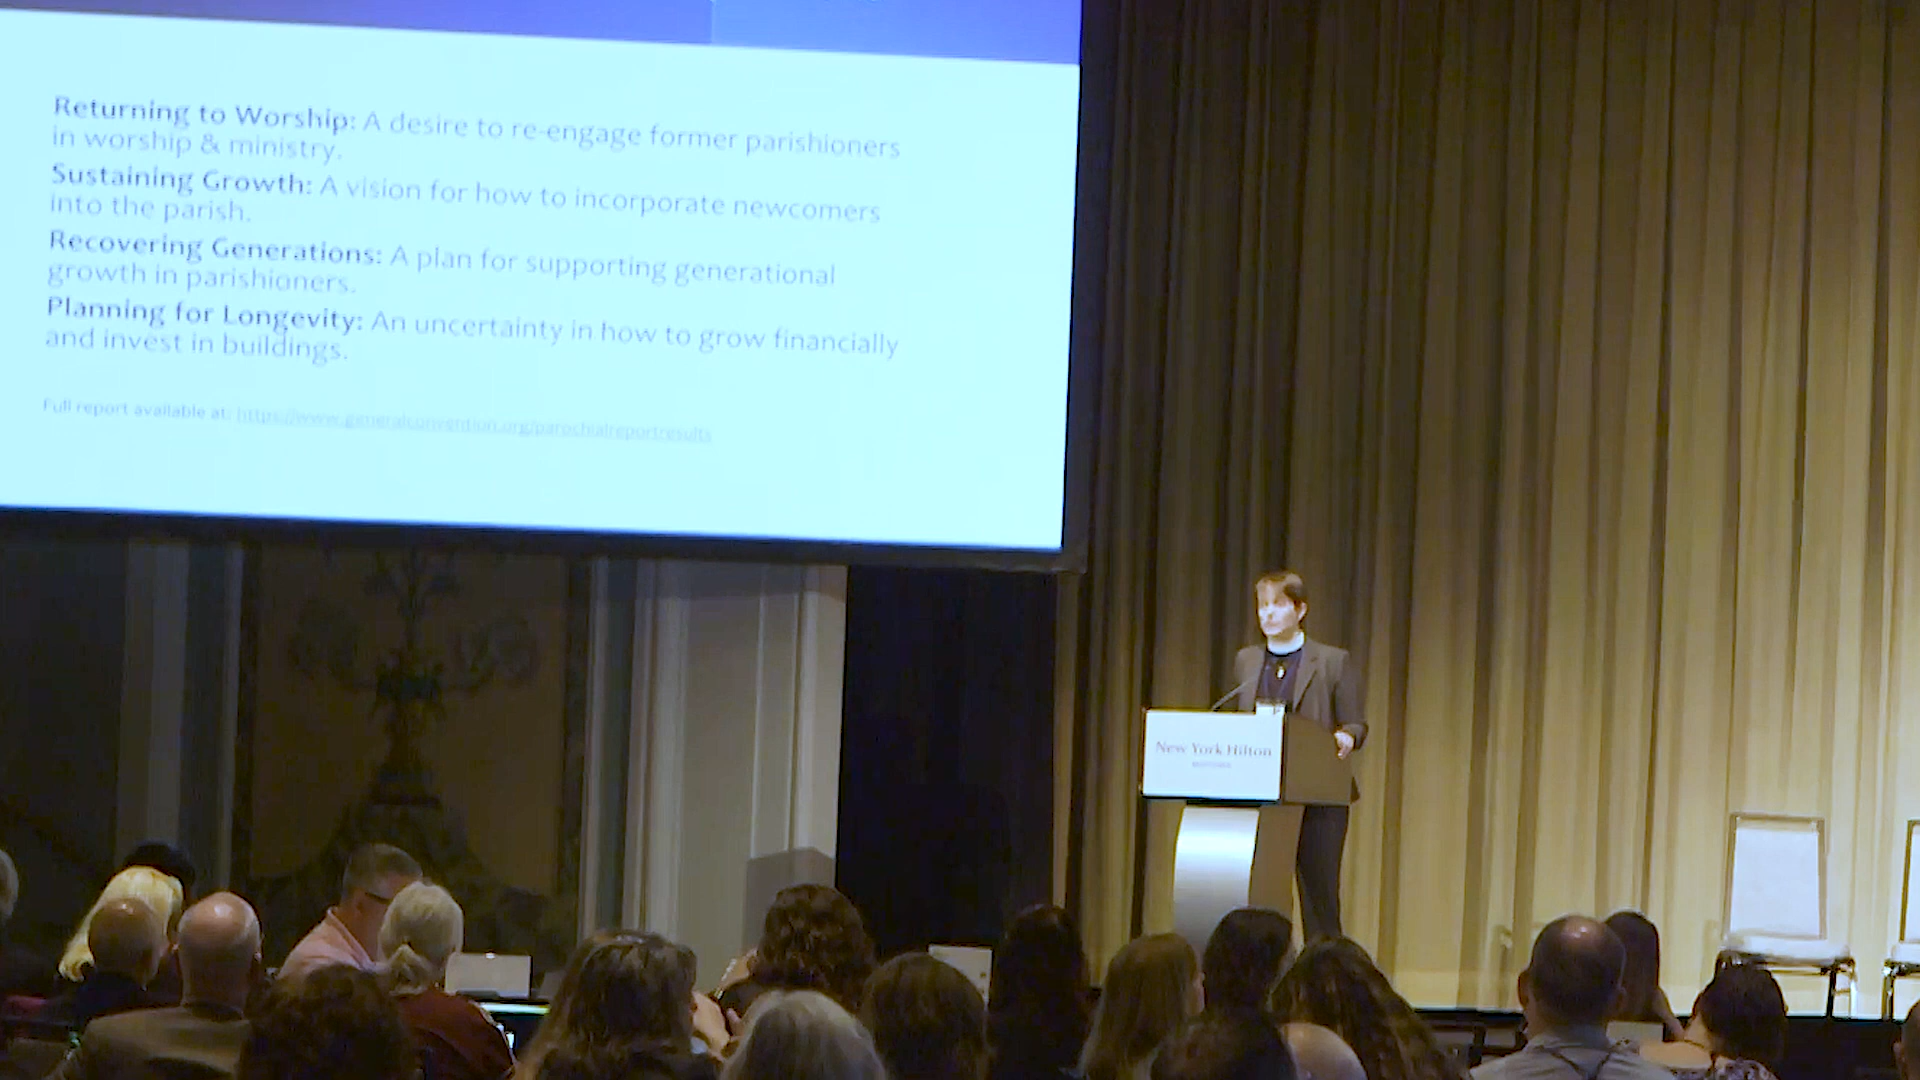 Returning to Worship: A desire to re-engage former parishioners
in worship & ministry.
Sustaining Growth: A vision for how to incorporate newcomers
into the parish.
Recovering Generations: A plan for supporting generational
growth in parishioners.
Planning for Longevity: An uncertainty in how to grow financially
and invest in buildings.
Full report available at: https://www.generalconvention.org/parochialreportresults
New York Hilton